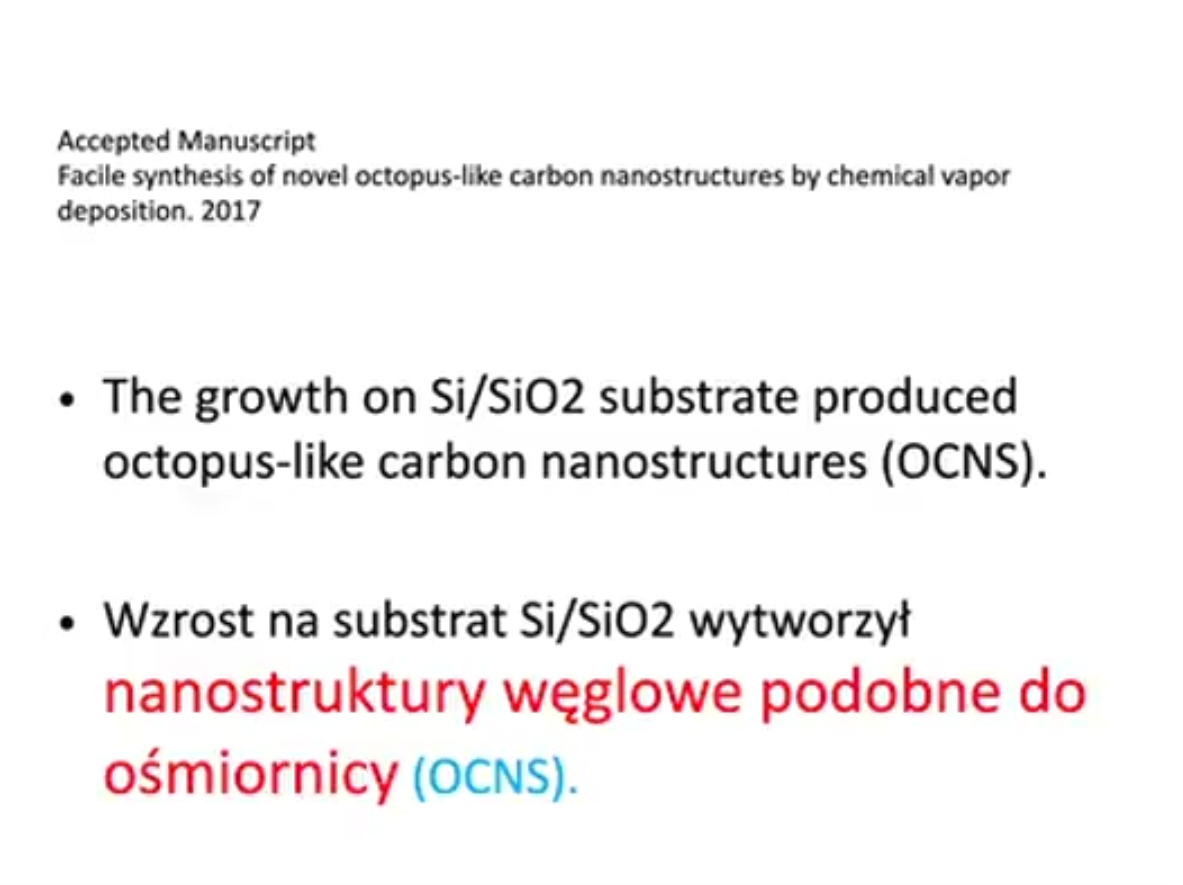 Accepted Manuscript
Facile synthesis of novel octopus-like carbon nanostructures by chemical vapor
deposition. 2017
• The growth on Si/SiO2 substrate produced
octopus-like carbon nanostructures (OCNS).
• Wzrost na substrat Si/SiO2 wytworzył
nanostruktury węglowe podobne do
ośmiornicy (OCNS).